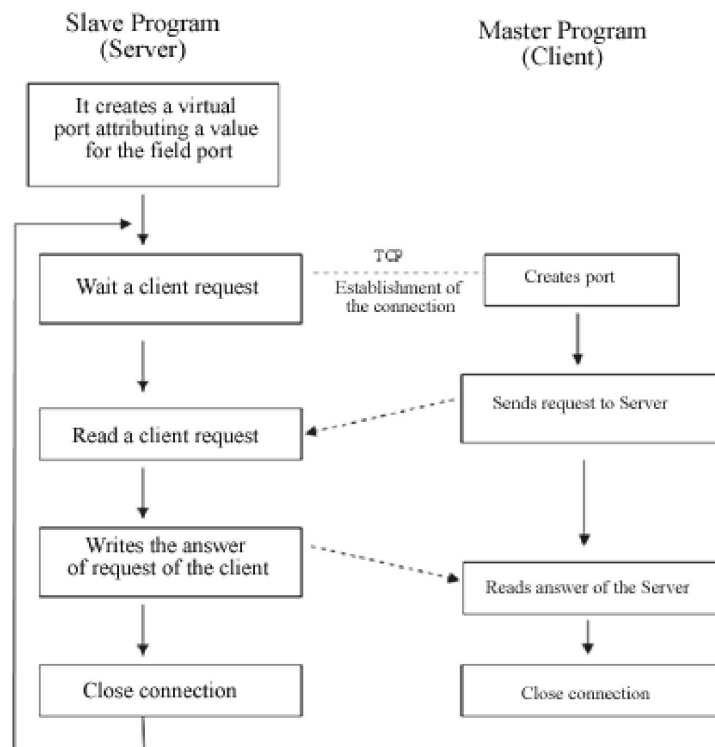 Slave Program
(Server)
Master Program
(Client)
It creates a virtual
port attributing a value
for the field port
Wait a client request
TCP
Establishment of
the connection
Creates port
Sends request to Server
Read a client request
Writes the answer
of request of the client
Reads answer of the Server
Close connection
Close connection